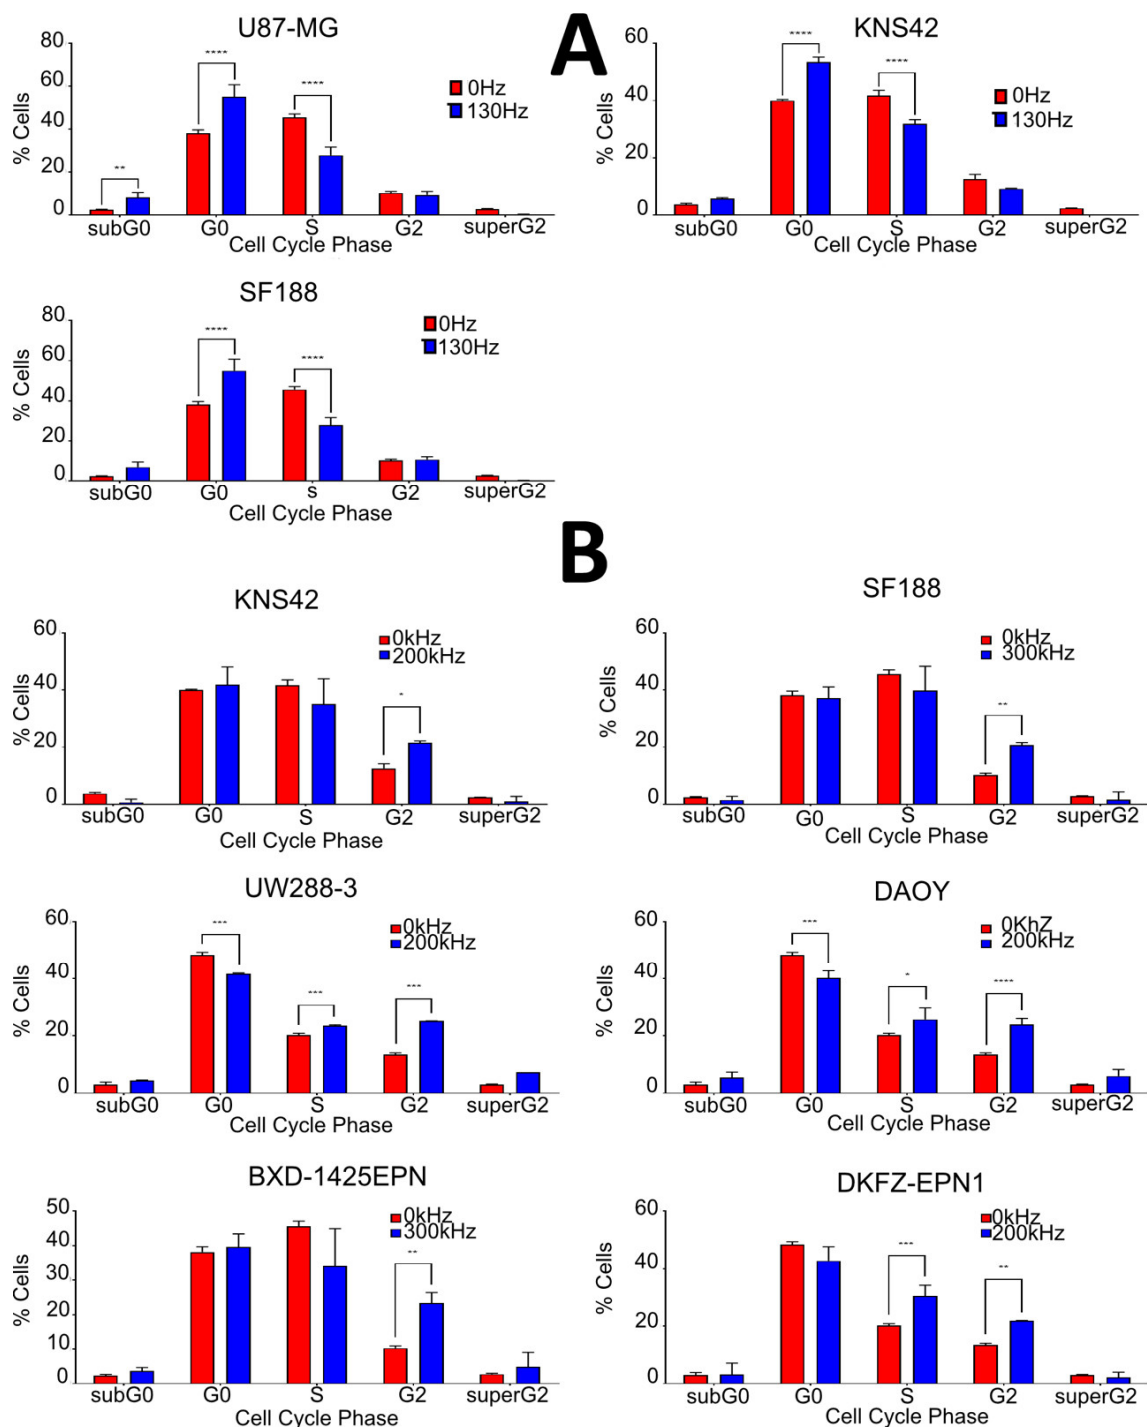 U87-MG
A
KNS42
80
60
40
20
0
% Cells
****
****
**
0Hz
130Hz
subG0 G0 S G2 superG2
Cell Cycle Phase
60
40
20
0
% Cells
****
****
0Hz
130Hz
subG0 G0 S G2 superG2
Cell Cycle Phase
SF188
80
60
40
20
0
% Cells
****
****
0Hz
130Hz
subG0 G0 S G2 superG2
Cell Cycle Phase
B
KNS42
60
40
20
0
% Cells
0kHz
200kHz
*
subG0 G0 S G2 superG2
Cell Cycle Phase
SF188
60
40
20
0
% Cells
0kHz
300kHz
**
subG0 G0 S G2 superG2
Cell Cycle Phase
UW288-3
60
40
20
0
% Cells
***
***
***
0kHz
200kHz
subG0 G0 S G2 superG2
Cell Cycle Phase
DAOY
60
40
20
0
% Cells
***
*
****
0KhZ
200kHz
subG0 G0 S G2 superG2
Cell Cycle Phase
BXD-1425EPN
50
40
30
20
10
0
% Cells
0kHz
300kHz
**
subG0 G0 S G2 superG2
Cell Cycle Phase
DKFZ-EPN1
60
40
20
0
% Cells
0kHz
200kHz
***
**
subG0 G0 S G2 superG2
Cell Cycle Phase